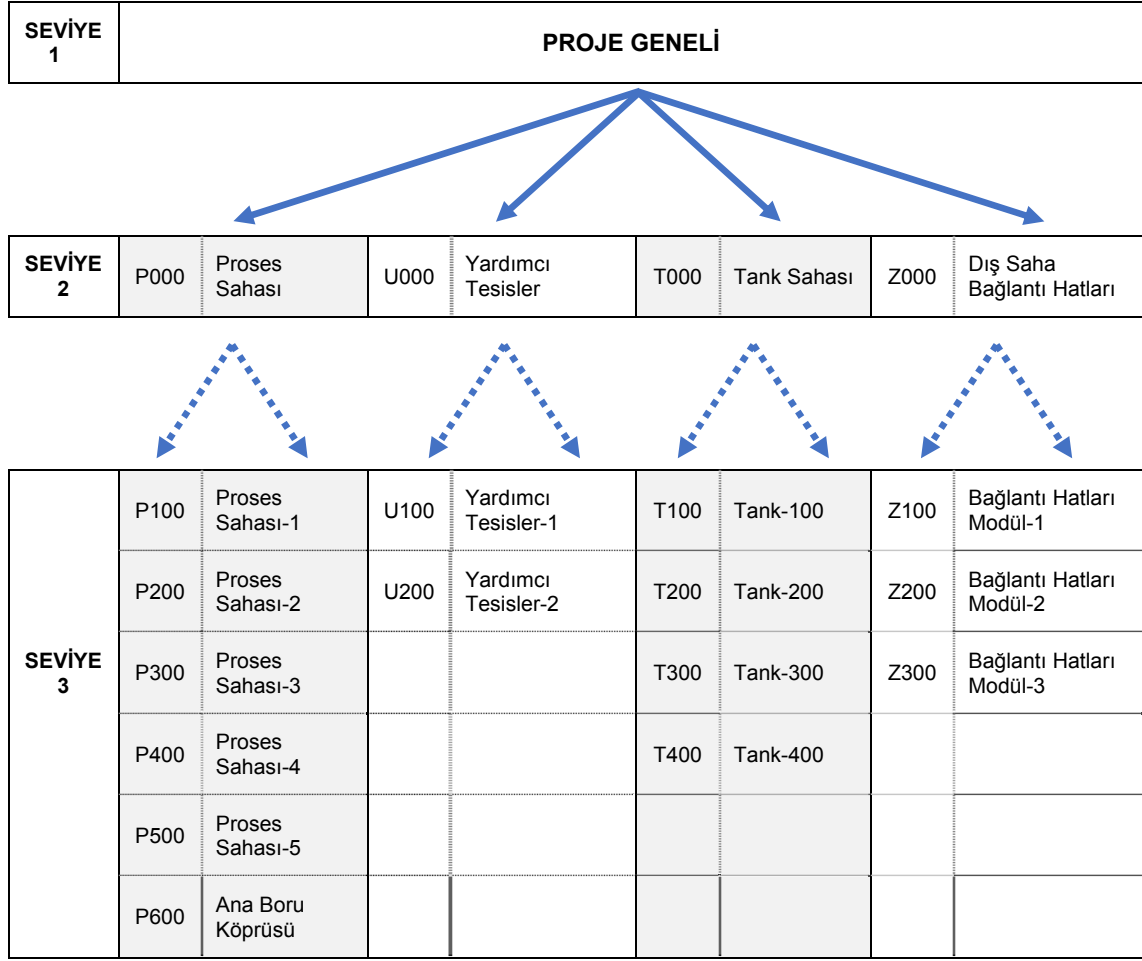 SEVİYE
1
PROJE GENELİ
SEVİYE
2
P000
Proses
Sahası
U000
Yardımcı
Tesisler
T000
Tank Sahası
Z000
Dış Saha
Bağlantı Hatları
SEVİYE
3
P100
Proses
Sahası-1
U100
Yardımcı
Tesisler-1
T100
Tank-100
Z100
Bağlantı Hatları
Modül-1
P200
Proses
Sahası-2
U200
Yardımcı
Tesisler-2
T200
Tank-200
Z200
Bağlantı Hatları
Modül-2
P300
Proses
Sahası-3
T300
Tank-300
Z300
Bağlantı Hatları
Modül-3
P400
Proses
Sahası-4
T400
Tank-400
P500
Proses
Sahası-5
P600
Ana Boru
Köprüsü